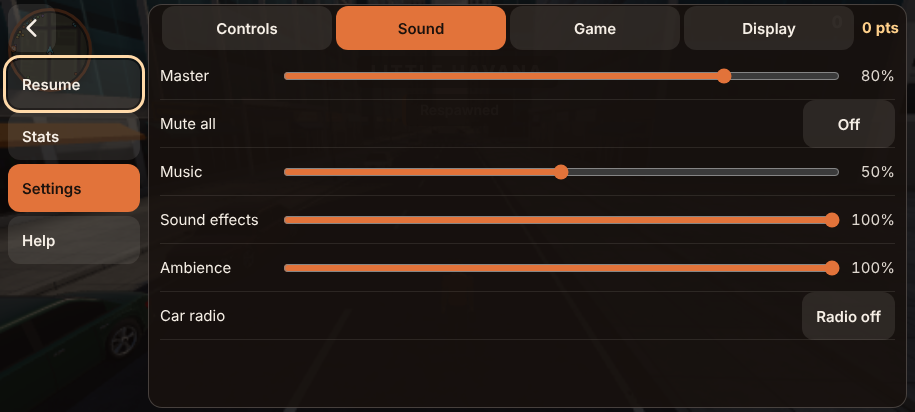 Controls
Sound
Game
Display
0 pts
Resume
Stats
Settings
Help
Master
80%
Mute all
Off
Music
50%
Sound effects
100%
Ambience
100%
Car radio
Radio off